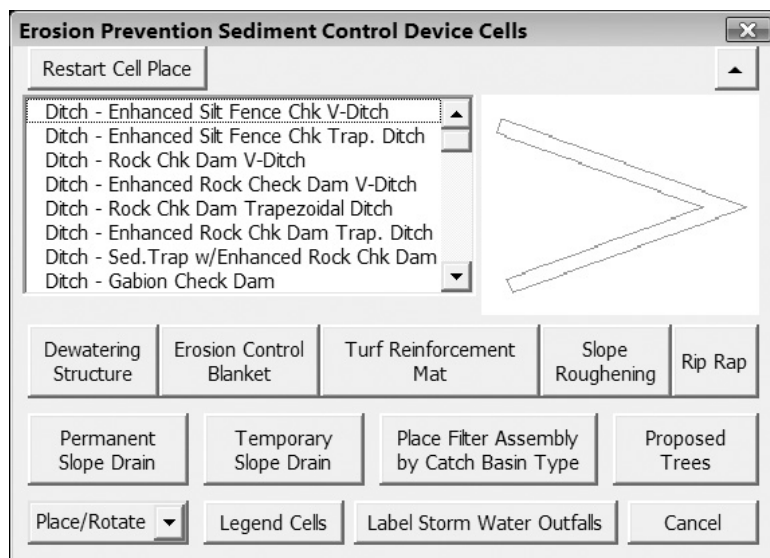 Erosion Prevention Sediment Control Device Cells
Restart Cell Place
Ditch - Enhanced Silt Fence Chk V-Ditch
Ditch - Enhanced Silt Fence Chk Trap. Ditch
Ditch - Rock Chk Dam V-Ditch
Ditch - Enhanced Rock Check Dam V-Ditch
Ditch - Rock Chk Dam Trapezoidal Ditch
Ditch - Enhanced Rock Chk Dam Trap. Ditch
Ditch - Sed.Trap w/Enhanced Rock Chk Dam
Ditch - Gabion Check Dam
Dewatering
Structure
Erosion Control
Blanket
Turf Reinforcement
Mat
Slope
Roughening
Rip Rap
Permanent
Slope Drain
Temporary
Slope Drain
Place Filter Assembly
by Catch Basin Type
Proposed
Trees
Place/Rotate
Legend Cells
Label Storm Water Outfalls
Cancel